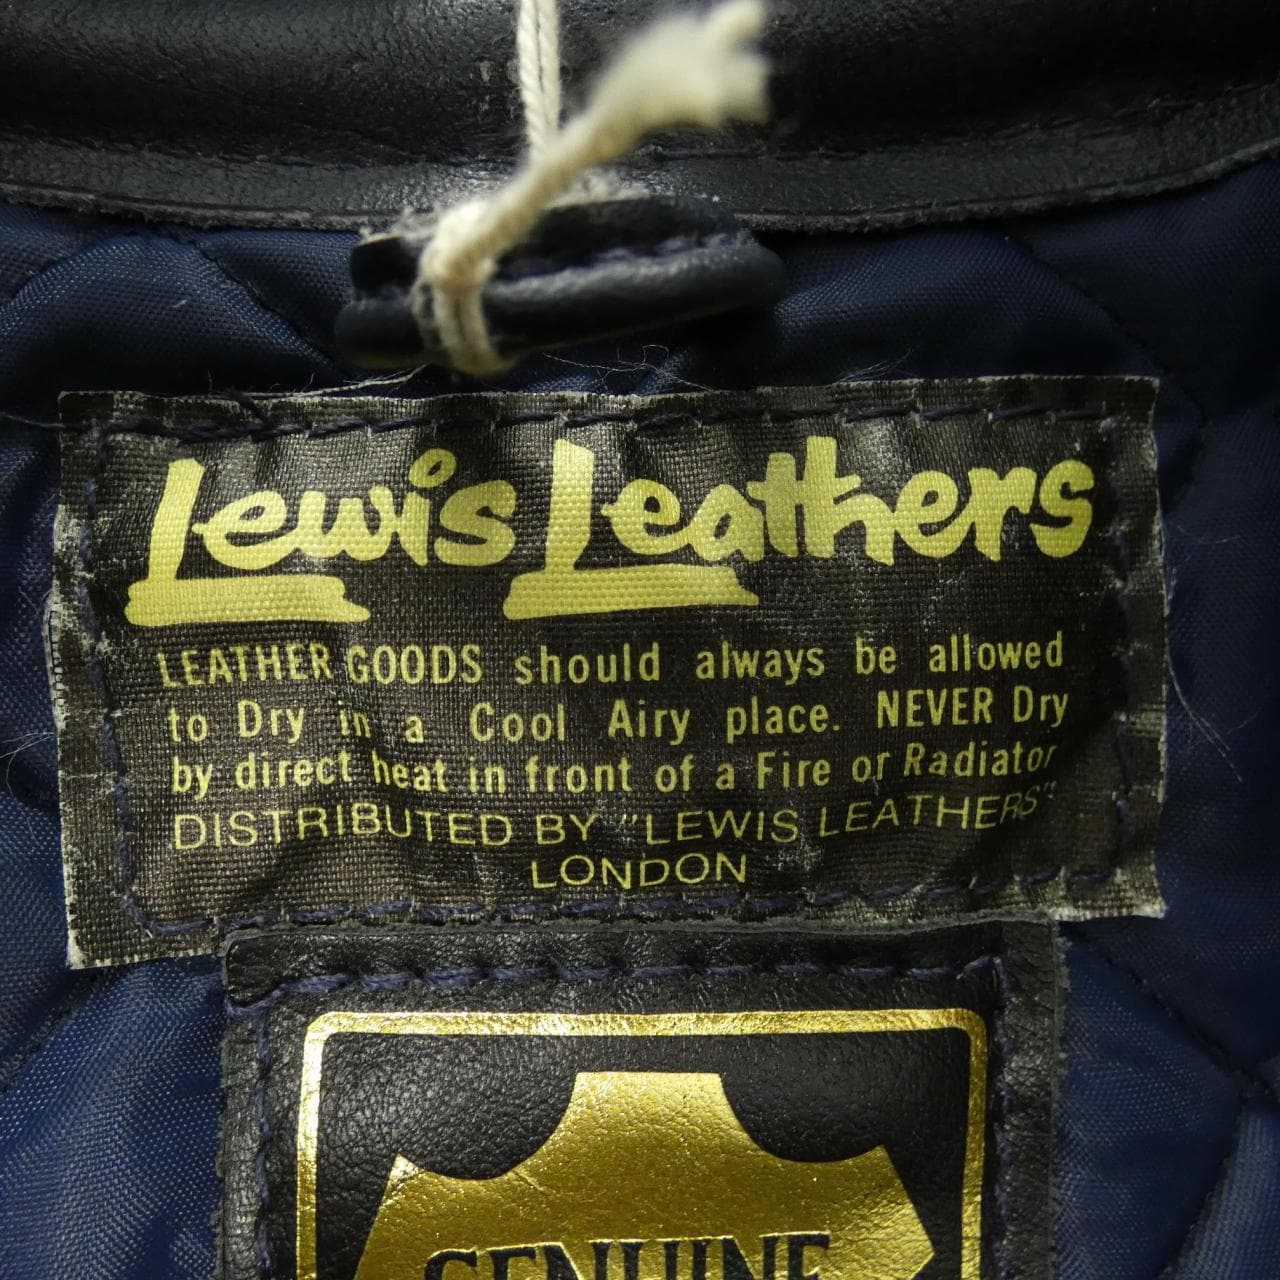 Lewis Leathers
LEATHER GOODS should always be allowed
to Dry in a Cool Airy place. NEVER Dry
by direct heat in front of a Fire or Radiator
DISTRIBUTED BY "LEWIS LEATHERS"
LONDON
GENUINE